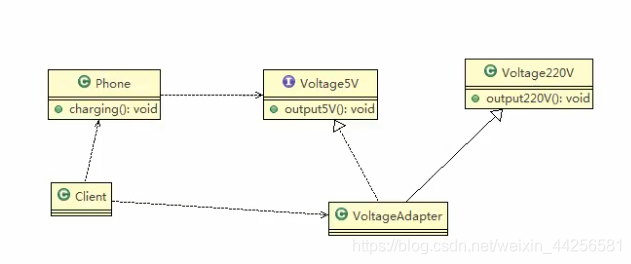 C Phone
charging(): void
I Voltage5V
output5V(): void
C Voltage220V
output220V(): void
C Client
C VoltageAdapter
https://blog.csdn.net/weixin_44256581